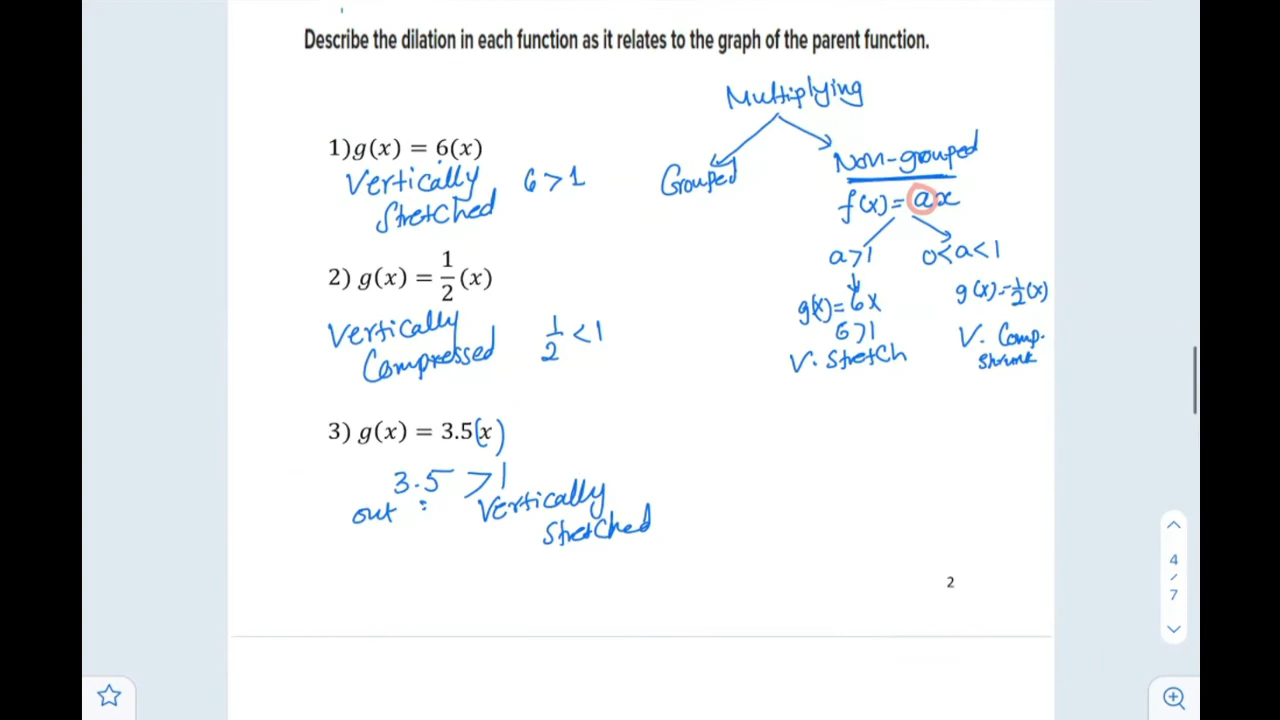 Describe the dilation in each function as it relates to the graph of the parent function.
Multiplying
Grouped
Non-grouped
f(x)= ax
a>1
0<a<1
g(x)=6x
6>1
V. Stretch
g(x)=½(x)
V. Comp.
shrunk
1)g(x) = 6(x)
Vertically
Stretched
6 >1
2) g(x) = 1/2 (x)
Vertically
Compressed
1/2 <1
3) g(x) = 3.5(x)
3.5 >1
out
Vertically
Stretched
2
4
/
7